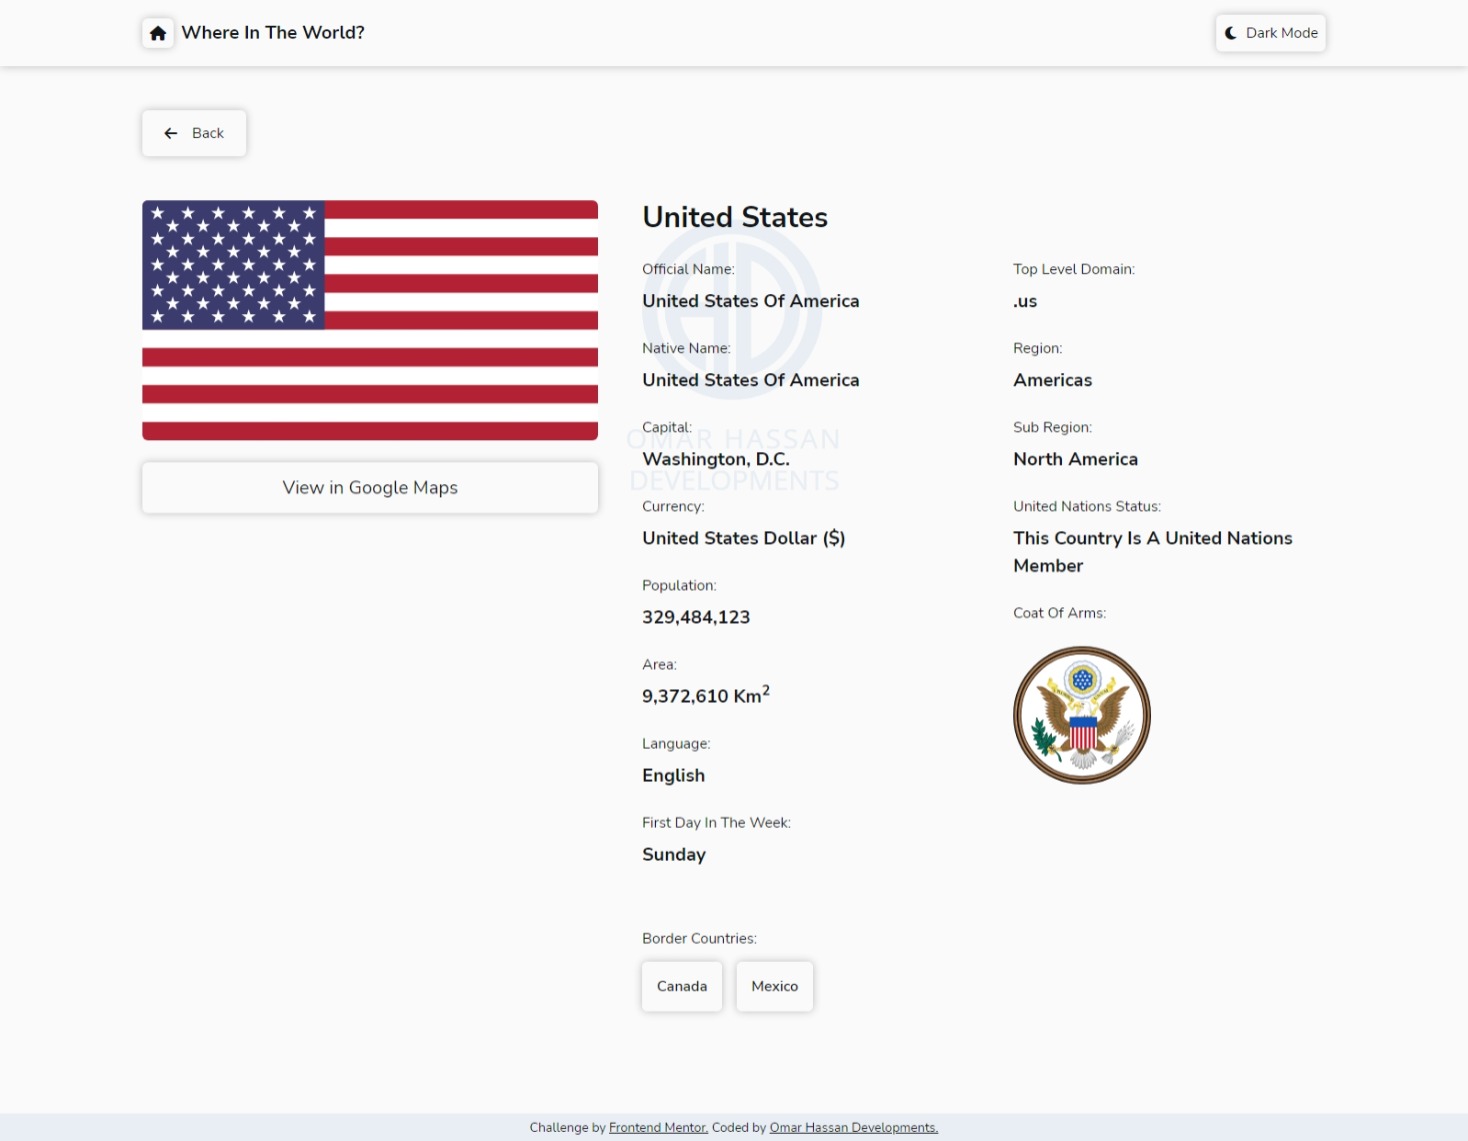 Where In The World?
Dark Mode
Back
View in Google Maps
United States
Official Name:
United States Of America
Native Name:
United States Of America
Capital:
Washington, D.C.
Currency:
United States Dollar ($)
Population:
329,484,123
Area:
9,372,610 Km²
Language:
English
First Day In The Week:
Sunday
Top Level Domain:
.us
Region:
Americas
Sub Region:
North America
United Nations Status:
This Country Is A United Nations
Member
Coat Of Arms:
Border Countries:
Canada
Mexico
OMAR HASSAN
DEVELOPMENTS
Challenge by Frontend Mentor. Coded by Omar Hassan Developments.